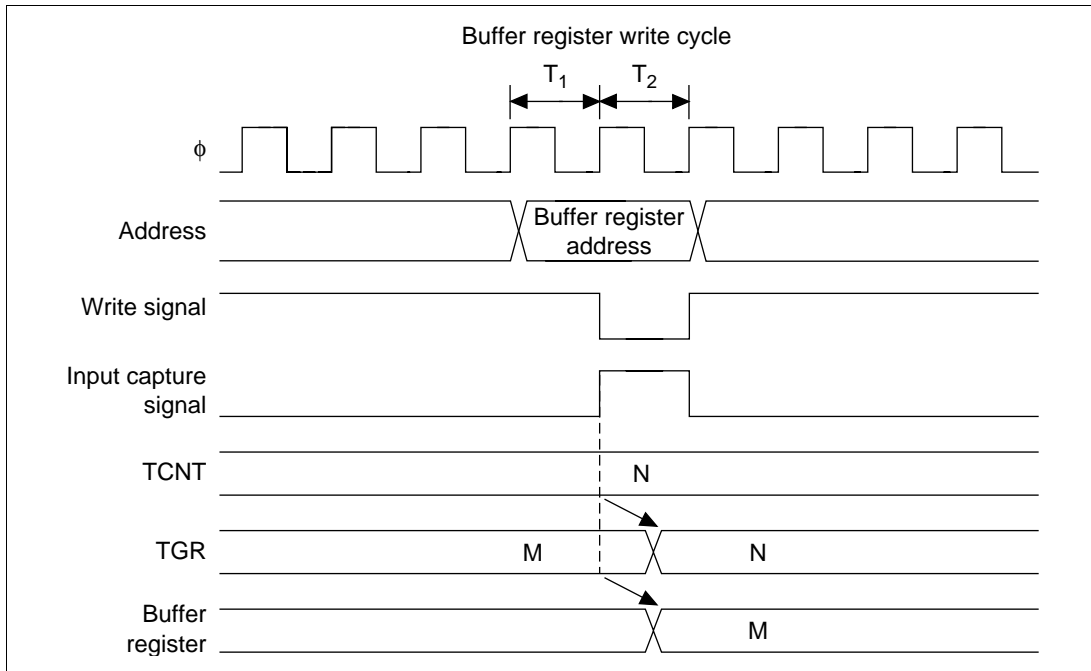 Buffer register write cycle
T1 T2
ϕ
Address
Buffer register
address
Write signal
Input capture
signal
TCNT
N
TGR
M N
Buffer
register
M